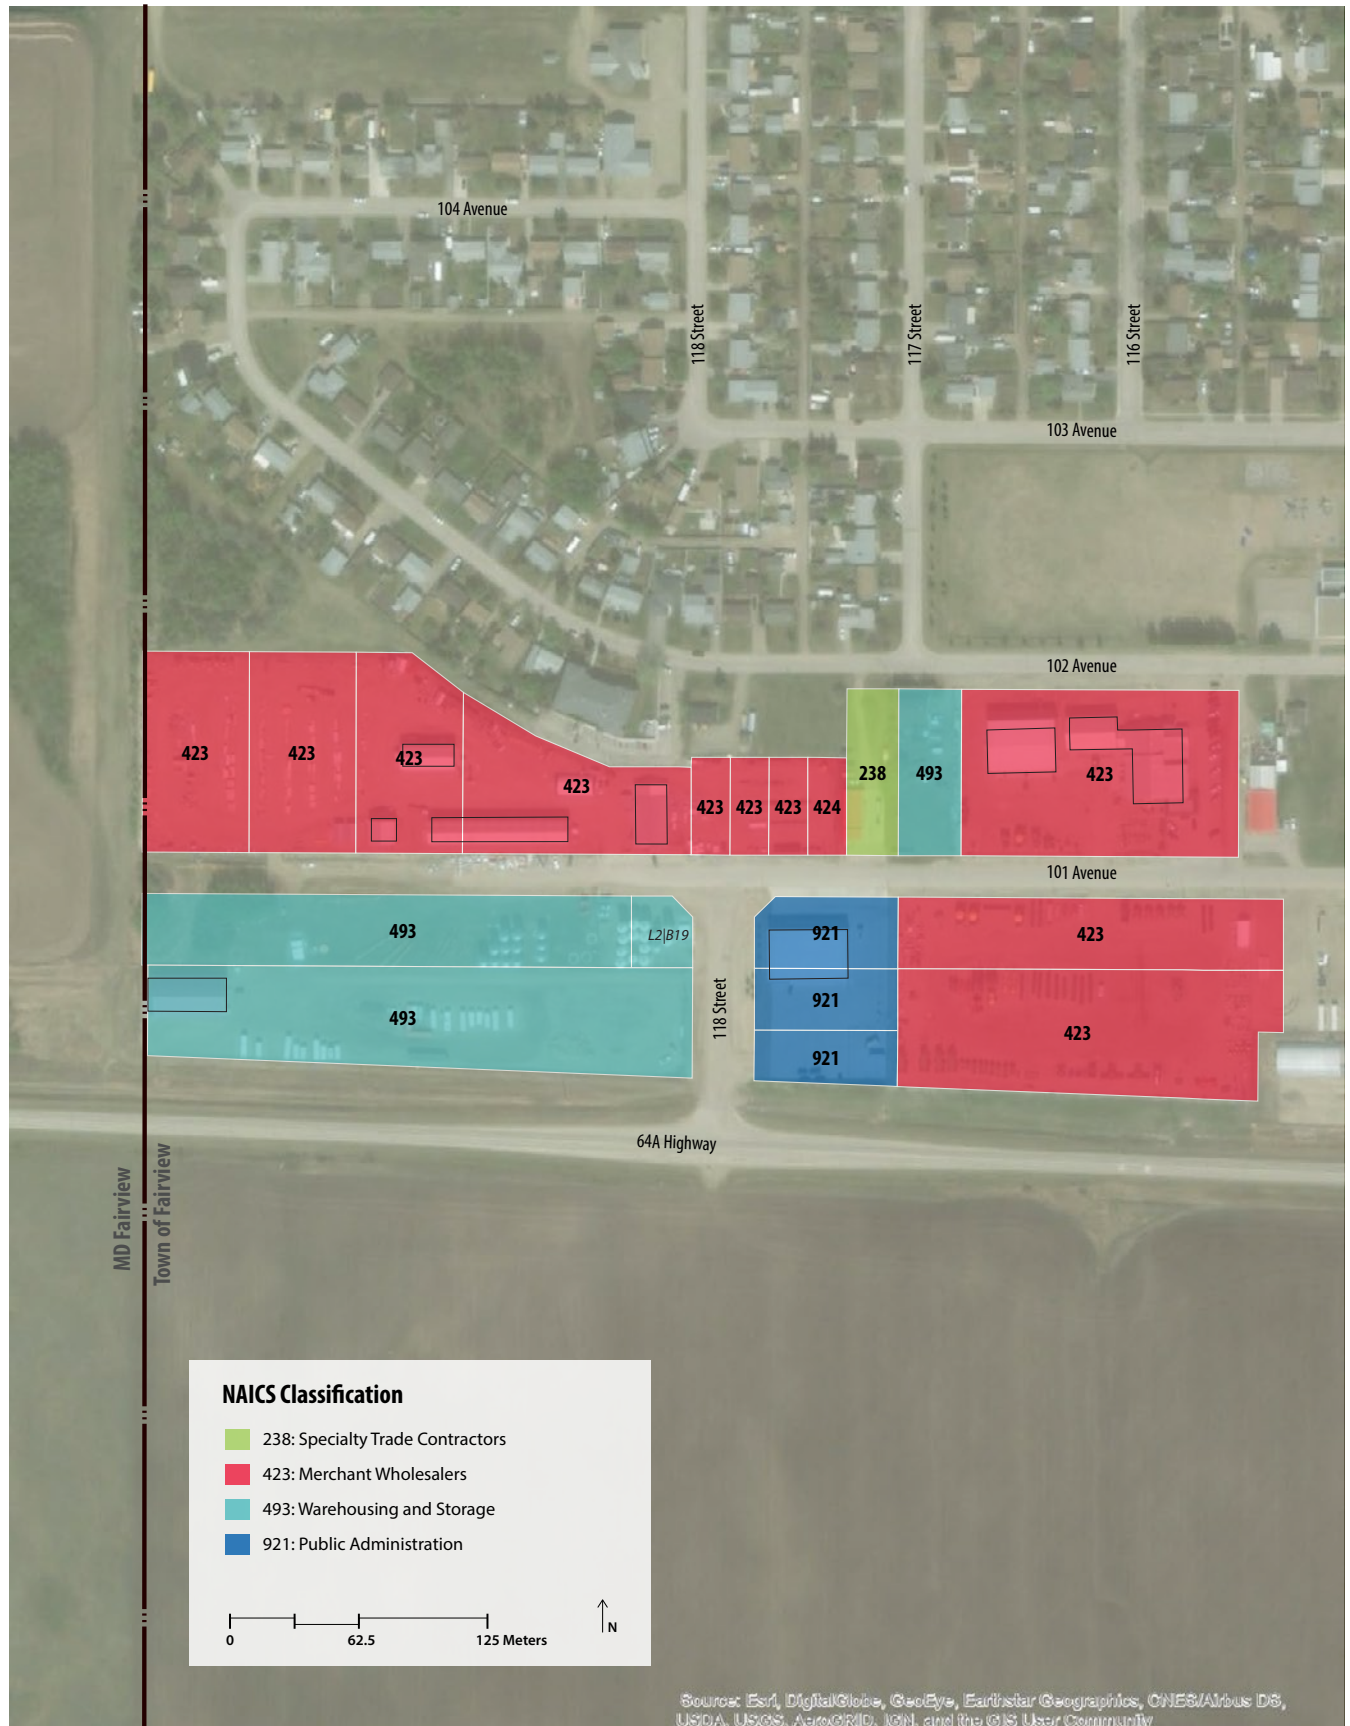 104 Avenue
118 Street
117 Street
116 Street
103 Avenue
102 Avenue
423
423
423
423
423
423
423
424
238
493
423
101 Avenue
493
L2|B19
921
423
493
118 Street
921
423
921
64A Highway
MD Fairview
Town of Fairview
NAICS Classification
238: Specialty Trade Contractors
423: Merchant Wholesalers
493: Warehousing and Storage
921: Public Administration
0 62.5 125 Meters
N
Source: Esri, DigitalGlobe, GeoEye, Earthstar Geographics, CNES/Airbus DS,
USDA, USGS, AeroGRID, IGN, and the GIS User Community